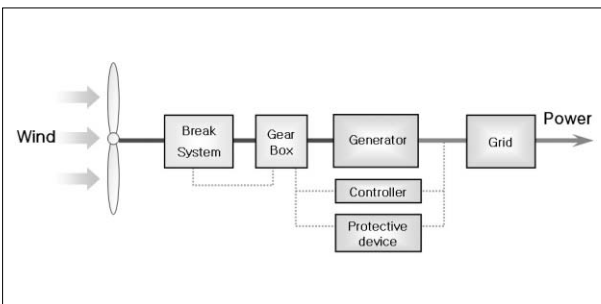 Wind
Break
System
Gear
Box
Generator
Grid
Power
Controller
Protective
device